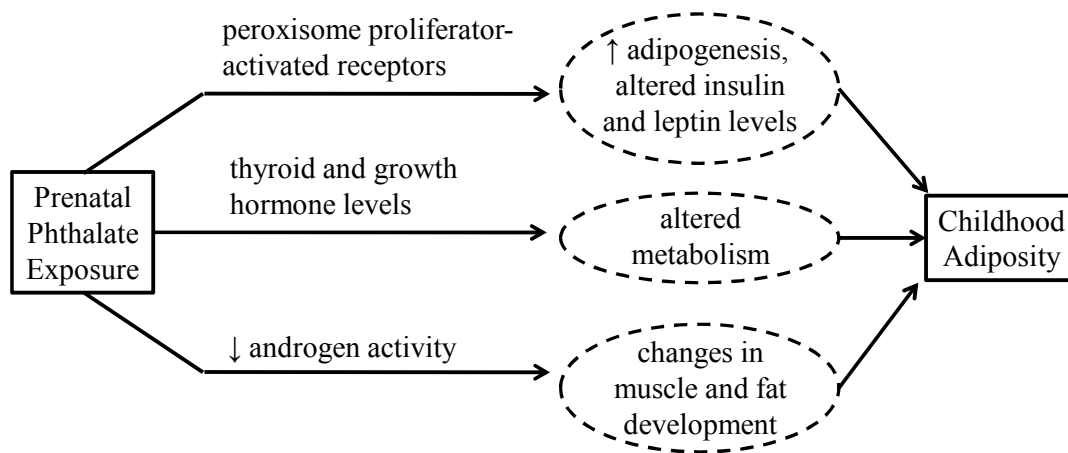 peroxisome proliferator-
activated receptors
↑ adipogenesis,
altered insulin
and leptin levels
Prenatal
Phthalate
Exposure
thyroid and growth
hormone levels
altered
metabolism
Childhood
Adiposity
↓ androgen activity
changes in
muscle and fat
development